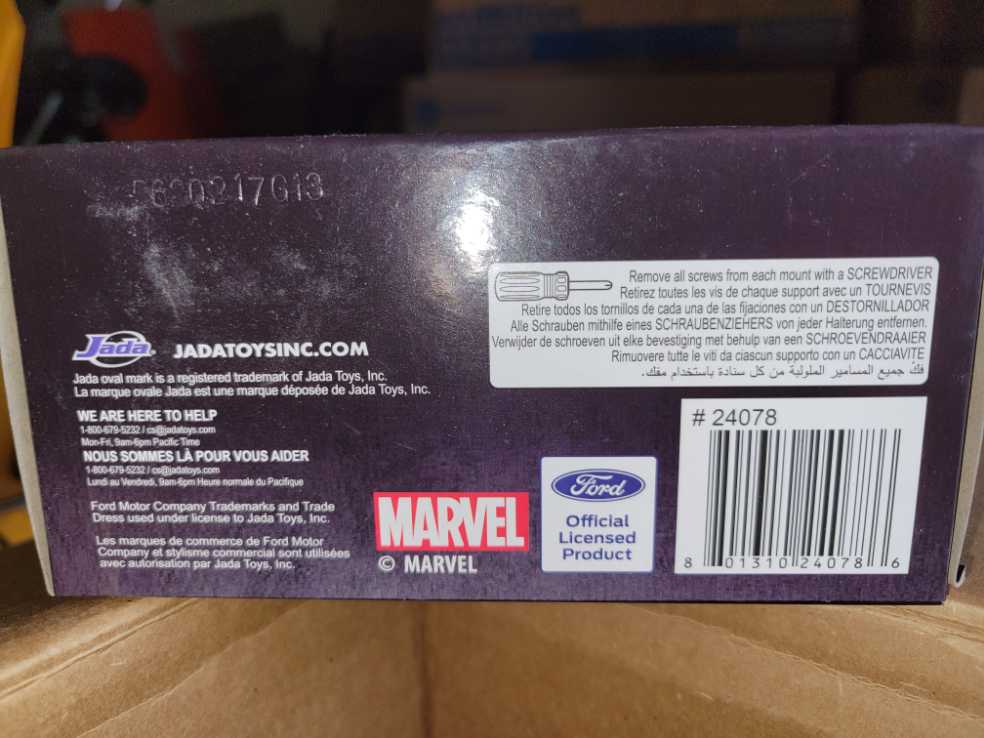 Remove all screws from each mount with a SCREWDRIVER
Retirez toutes les vis de chaque support avec un TOURNEVIS
Retire todos los tornillos de cada una de las fijaciones con un DESTORNILLADOR
Alle Schrauben mithilfe eines SCHRAUBENZIEHERS von jeder Halterung entfernen.
Verwijder de schroeven uit elke bevestiging met behulp van een SCHROEVENDRAAIER
Rimuovere tutte le viti da ciascun supporto con un CACCIAVITE
فك جميع المسامير الملولبة من كل سنادة باستخدام مفك.
Jada JADATOYSINC.COM
Jada oval mark is a registered trademark of Jada Toys, Inc.
La marque ovale Jada est une marque déposée de Jada Toys, Inc.
WE ARE HERE TO HELP
1-800-679-5232 / cs@jadatoys.com
Mon-Fri, 9am-6pm Pacific Time
NOUS SOMMES LÀ POUR VOUS AIDER
1-800-679-5232 / cs@jadatoys.com
Lundi au Vendredi, 9am-6pm Heure normale du Pacifique
Ford Motor Company Trademarks and Trade
Dress used under license to Jada Toys, Inc.
Les marques de commerce de Ford Motor
Company et stylisme commercial sont utilisées
avec autorisation par Jada Toys, Inc.
MARVEL
© MARVEL
Ford
Official
Licensed
Product
# 24078
8 01310 24078 6